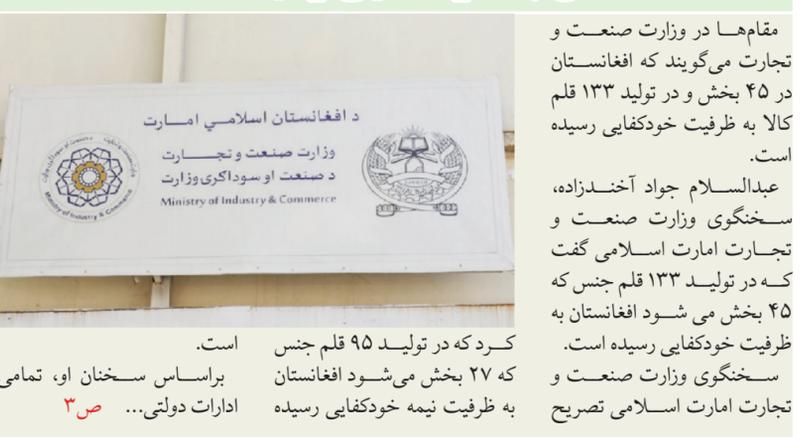 مقام‌ها در وزارت صنعت و
تجارت می‌گویند که افغانستان
در ۴۵ بخش و در تولید ۱۳۳ قلم
کالا به ظرفیت خودکفایی رسیده
است.
عبدالسلام جواد آخندزاده،
سخنگوی وزارت صنعت و
تجارت امارت اسلامی گفت
که در تولید ۱۳۳ قلم جنس که
۴۵ بخش می شود افغانستان به
ظرفیت خودکفایی رسیده است.
سخنگوی وزارت صنعت و
تجارت امارت اسلامی تصریح
کرد که در تولید ۹۵ قلم جنس
که ۲۷ بخش می‌شود افغانستان
به ظرفیت نیمه خودکفایی رسیده
است.
براساس سخنان او، تمامی
ادارات دولتی... ص۳
د افغانستان اسلامي امارت
وزارت صنعت و تجارت
د صنعت او سوداگری وزارت
Ministry of Industry & Commerce
Ministry of Industry & Commerce